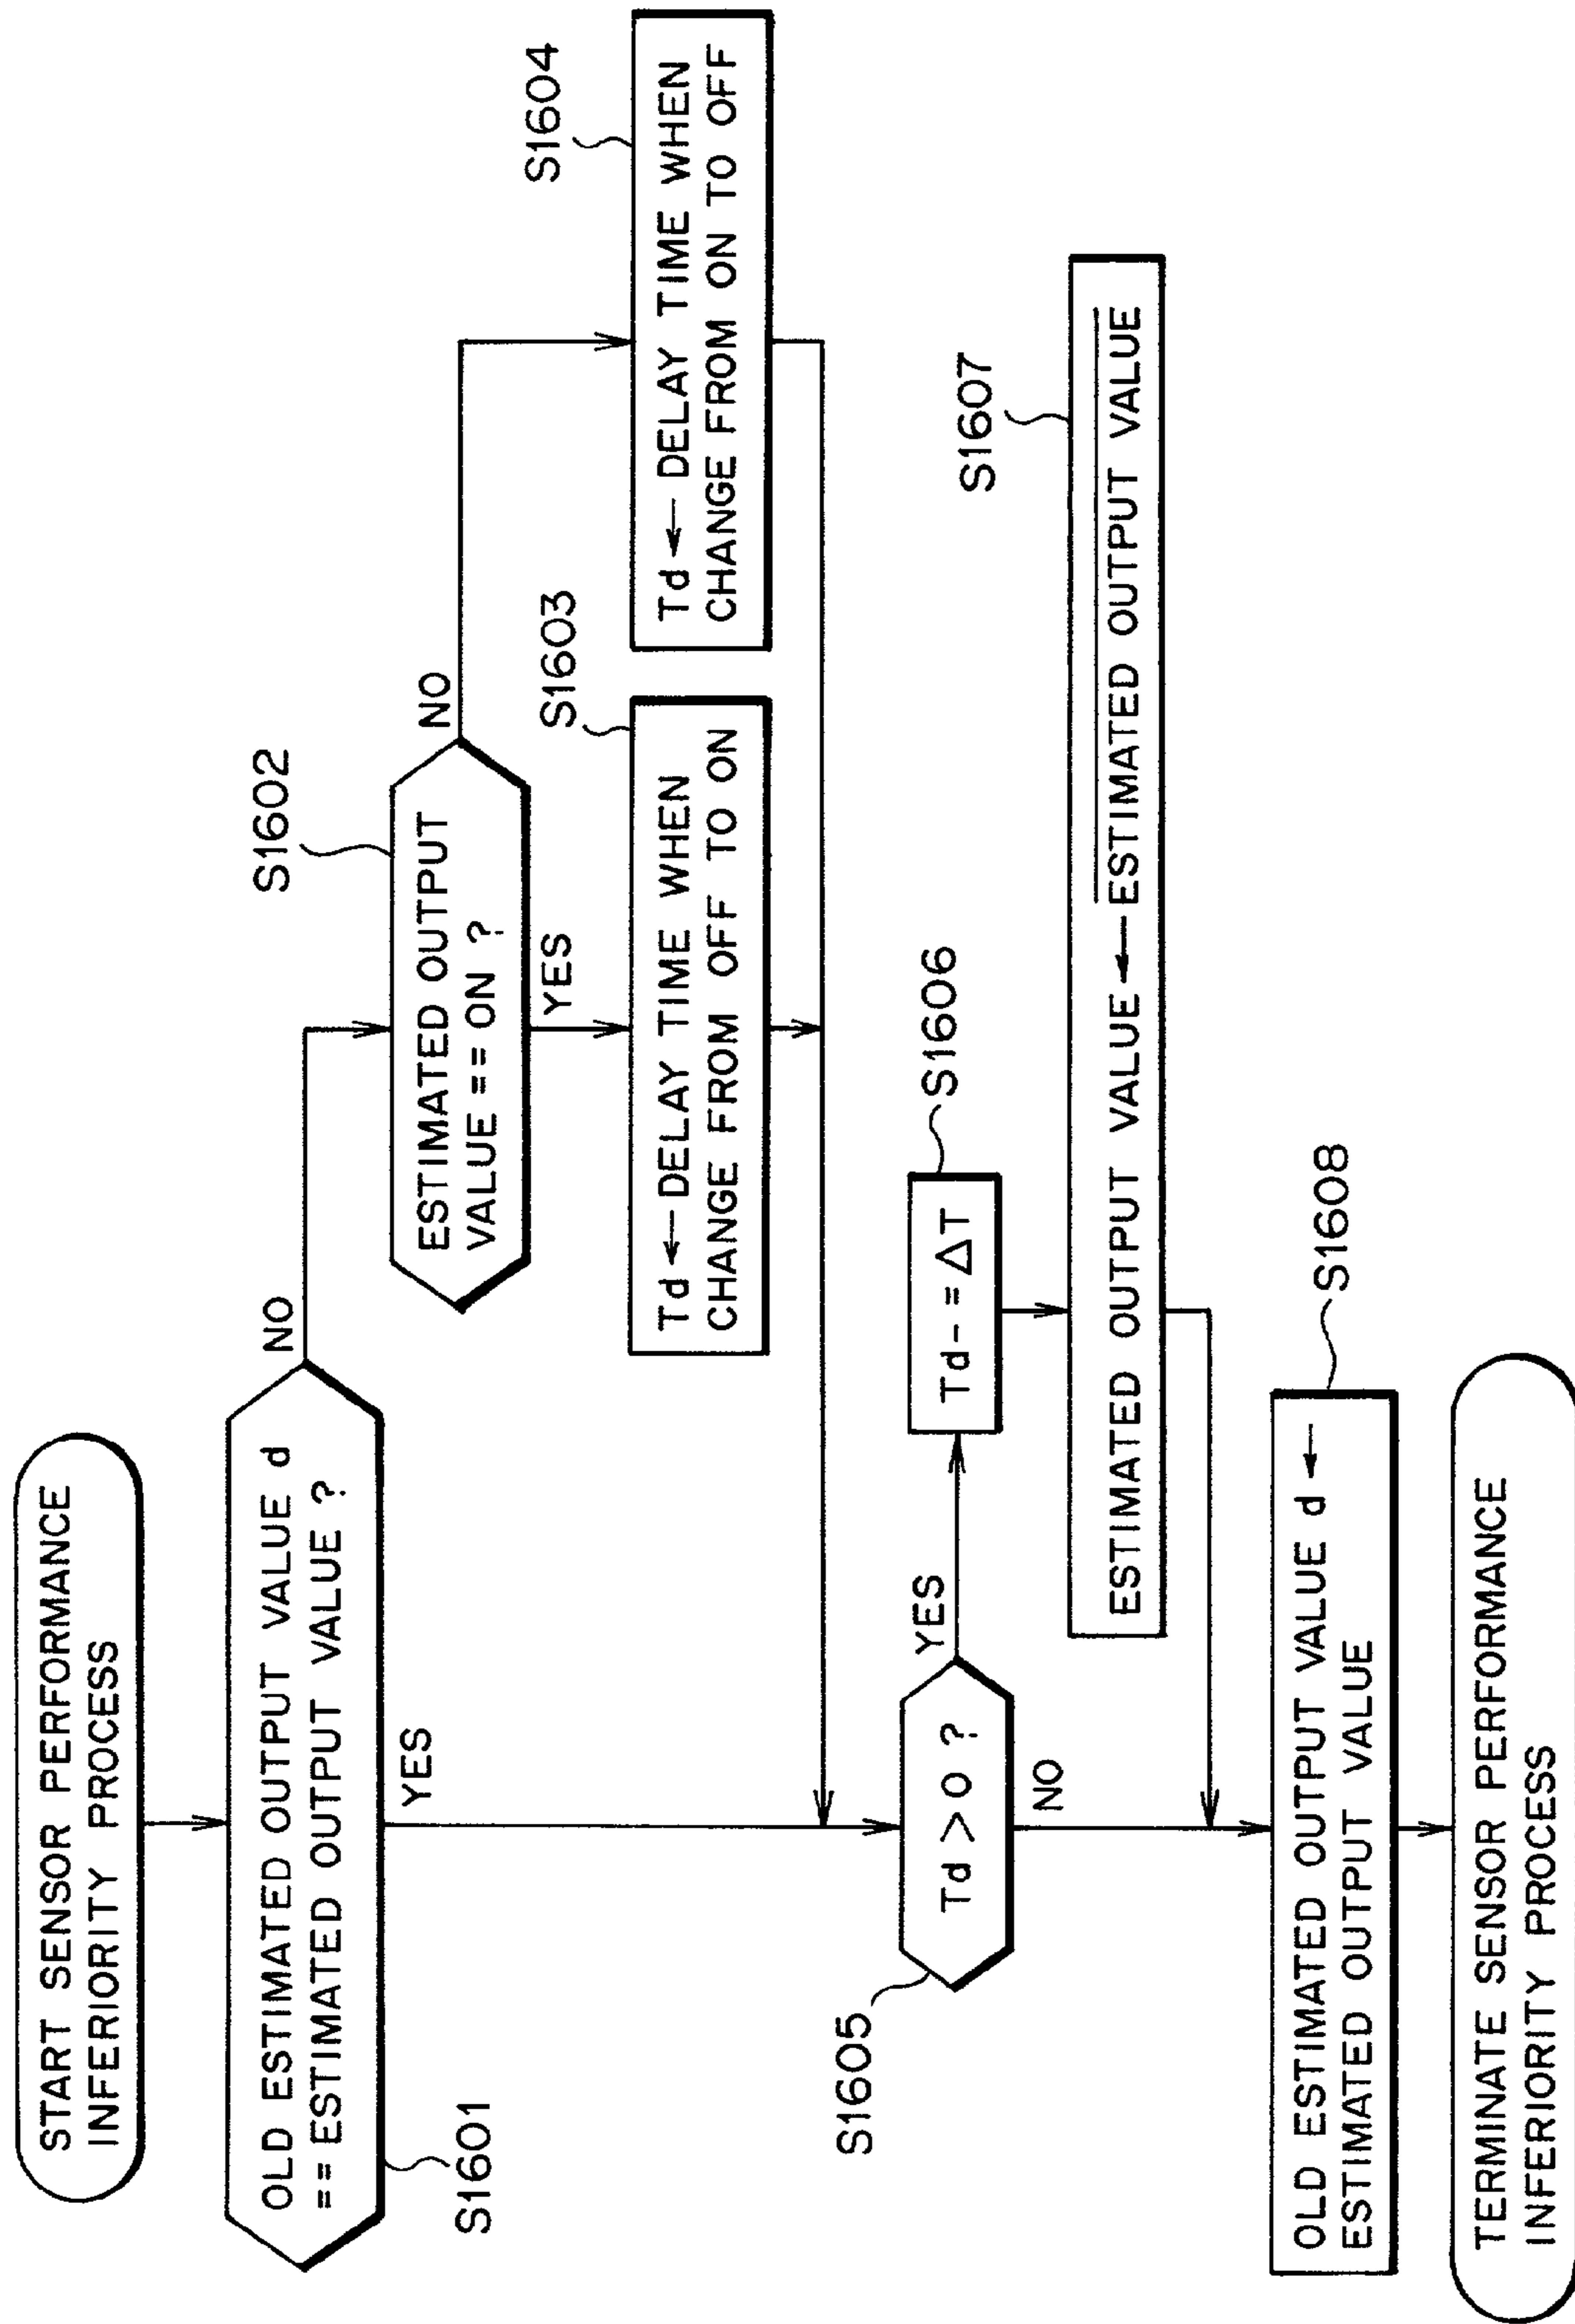 START SENSOR PERFORMANCE
INFERIORITY PROCESS
OLD ESTIMATED OUTPUT VALUE d
== ESTIMATED OUTPUT VALUE ?
S1601
NO
YES
S1602
ESTIMATED OUTPUT
VALUE == ON ?
NO
YES
S1603
Td ← DELAY TIME WHEN
CHANGE FROM OFF TO ON
S1604
Td ← DELAY TIME WHEN
CHANGE FROM ON TO OFF
S1605
Td > 0 ?
YES
NO
S1606
Td - = ΔT
S1607
ESTIMATED OUTPUT VALUE ← ESTIMATED OUTPUT VALUE
S1608
OLD ESTIMATED OUTPUT VALUE d ←
ESTIMATED OUTPUT VALUE
TERMINATE SENSOR PERFORMANCE
INFERIORITY PROCESS